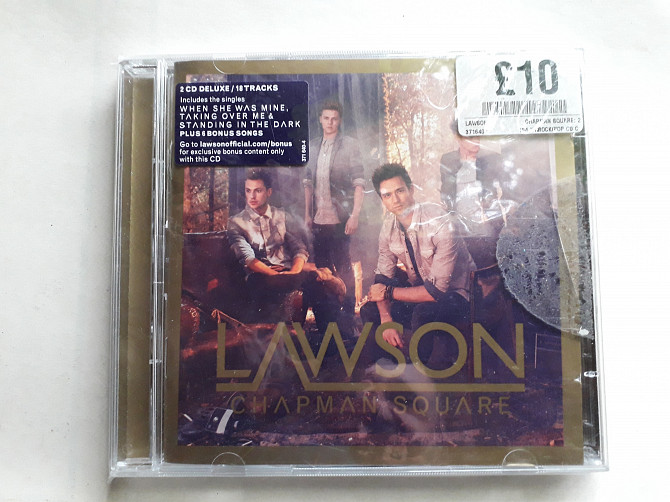 2 CD DELUXE / 18 TRACKS
Includes the singles
WHEN SHE WAS MINE,
TAKING OVER ME &
STANDING IN THE DARK
PLUS 6 BONUS SONGS
Go to lawsonofficial.com/bonus
for exclusive bonus content only
with this CD
£10
CHAPMAN SQUARE
LAWSON
CHAPMAN SQUARE